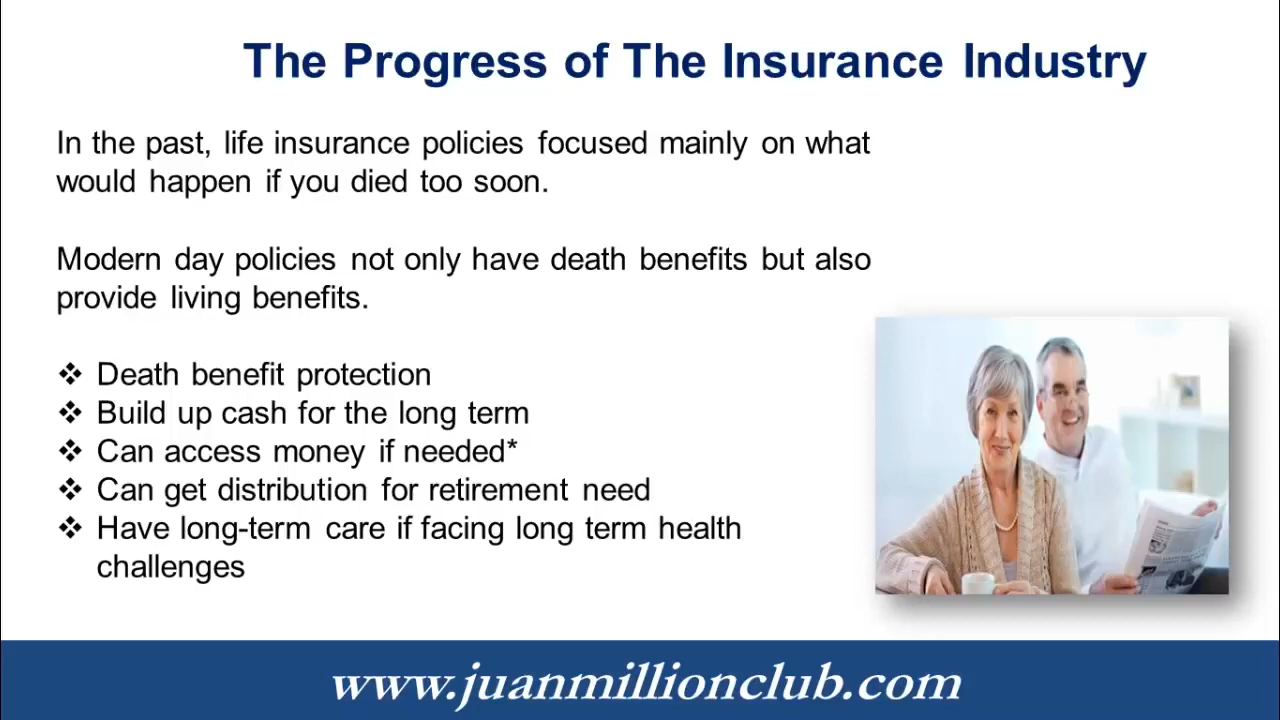 The Progress of The Insurance Industry
In the past, life insurance policies focused mainly on what
would happen if you died too soon.
Modern day policies not only have death benefits but also
provide living benefits.
❖ Death benefit protection
❖ Build up cash for the long term
❖ Can access money if needed*
❖ Can get distribution for retirement need
❖ Have long-term care if facing long term health
challenges
www.juanmillionclub.com